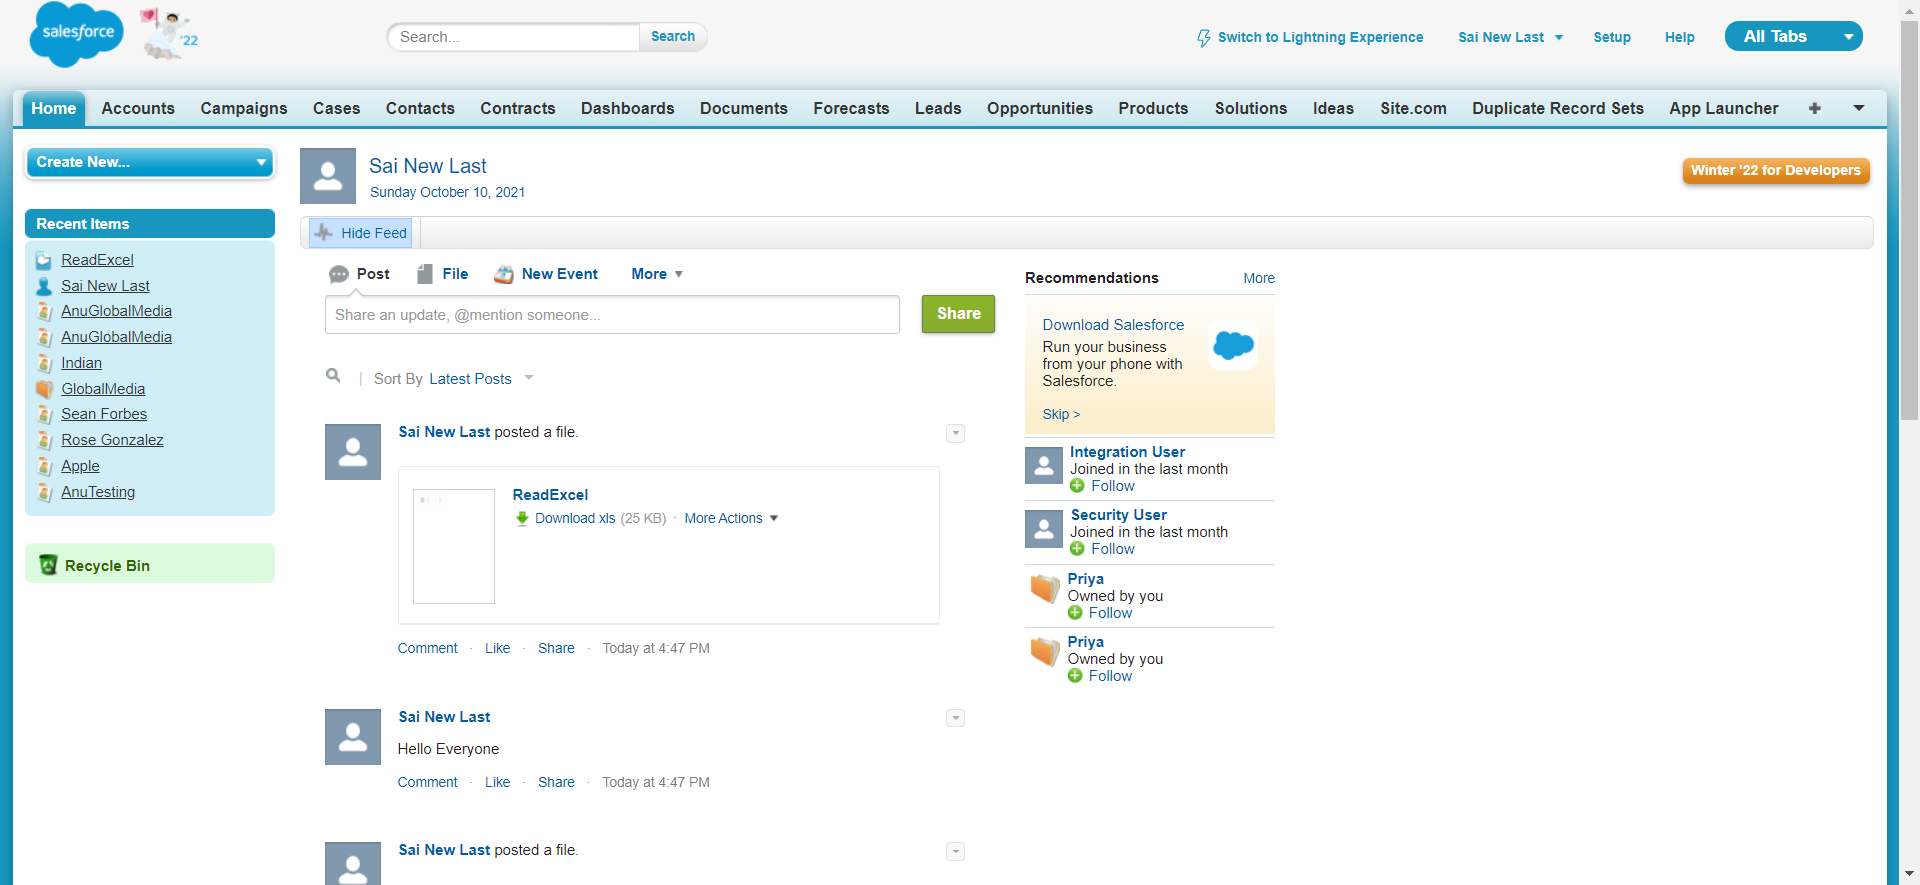 salesforce
'22
Search...
Search
Switch to Lightning Experience
Sai New Last
Setup
Help
All Tabs
Home
Accounts
Campaigns
Cases
Contacts
Contracts
Dashboards
Documents
Forecasts
Leads
Opportunities
Products
Solutions
Ideas
Site.com
Duplicate Record Sets
App Launcher
+
Create New...
Recent Items
ReadExcel
Sai New Last
AnuGlobalMedia
AnuGlobalMedia
Indian
GlobalMedia
Sean Forbes
Rose Gonzalez
Apple
AnuTesting
Recycle Bin
Sai New Last
Sunday October 10, 2021
Winter '22 for Developers
Hide Feed
Post
File
New Event
More
Share an update, @mention someone...
Share
| Sort By Latest Posts
Sai New Last posted a file.
ReadExcel
Download xls (25 KB) · More Actions
Comment · Like · Share · Today at 4:47 PM
Sai New Last
Hello Everyone
Comment · Like · Share · Today at 4:47 PM
Sai New Last posted a file.
Recommendations
More
Download Salesforce
Run your business
from your phone with
Salesforce.
Skip >
Integration User
Joined in the last month
Follow
Security User
Joined in the last month
Follow
Priya
Owned by you
Follow
Priya
Owned by you
Follow